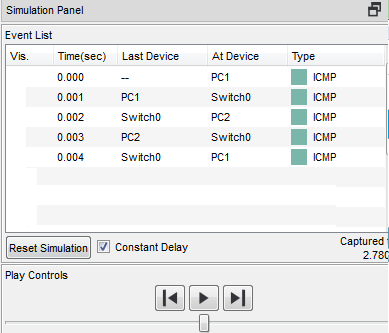 Simulation Panel
Event List
Vis. Time(sec) Last Device At Device Type
0.000 -- PC1 ICMP
0.001 PC1 Switch0 ICMP
0.002 Switch0 PC2 ICMP
0.003 PC2 Switch0 ICMP
0.004 Switch0 PC1 ICMP
Reset Simulation Constant Delay Captured
2.780
Play Controls